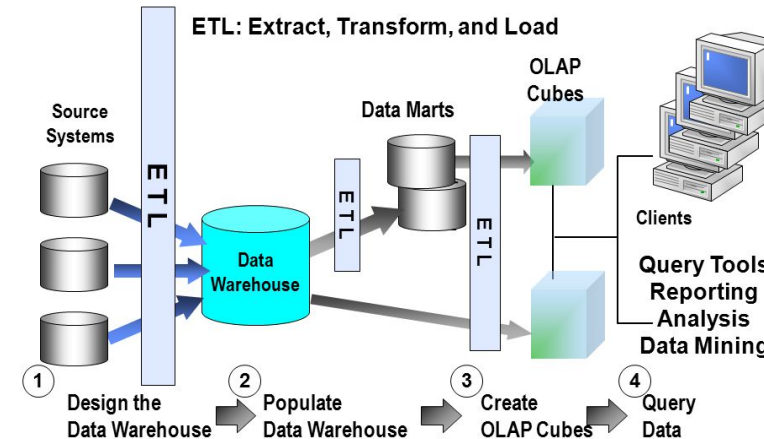 ETL: Extract, Transform, and Load
Source
Systems
ETL
Data
Warehouse
ETL
Data Marts
ETL
OLAP
Cubes
Clients
Query Tools
Reporting
Analysis
Data Mining
1
Design the
Data Warehouse
2
Populate
Data Warehouse
3
Create
OLAP Cubes
4
Query
Data